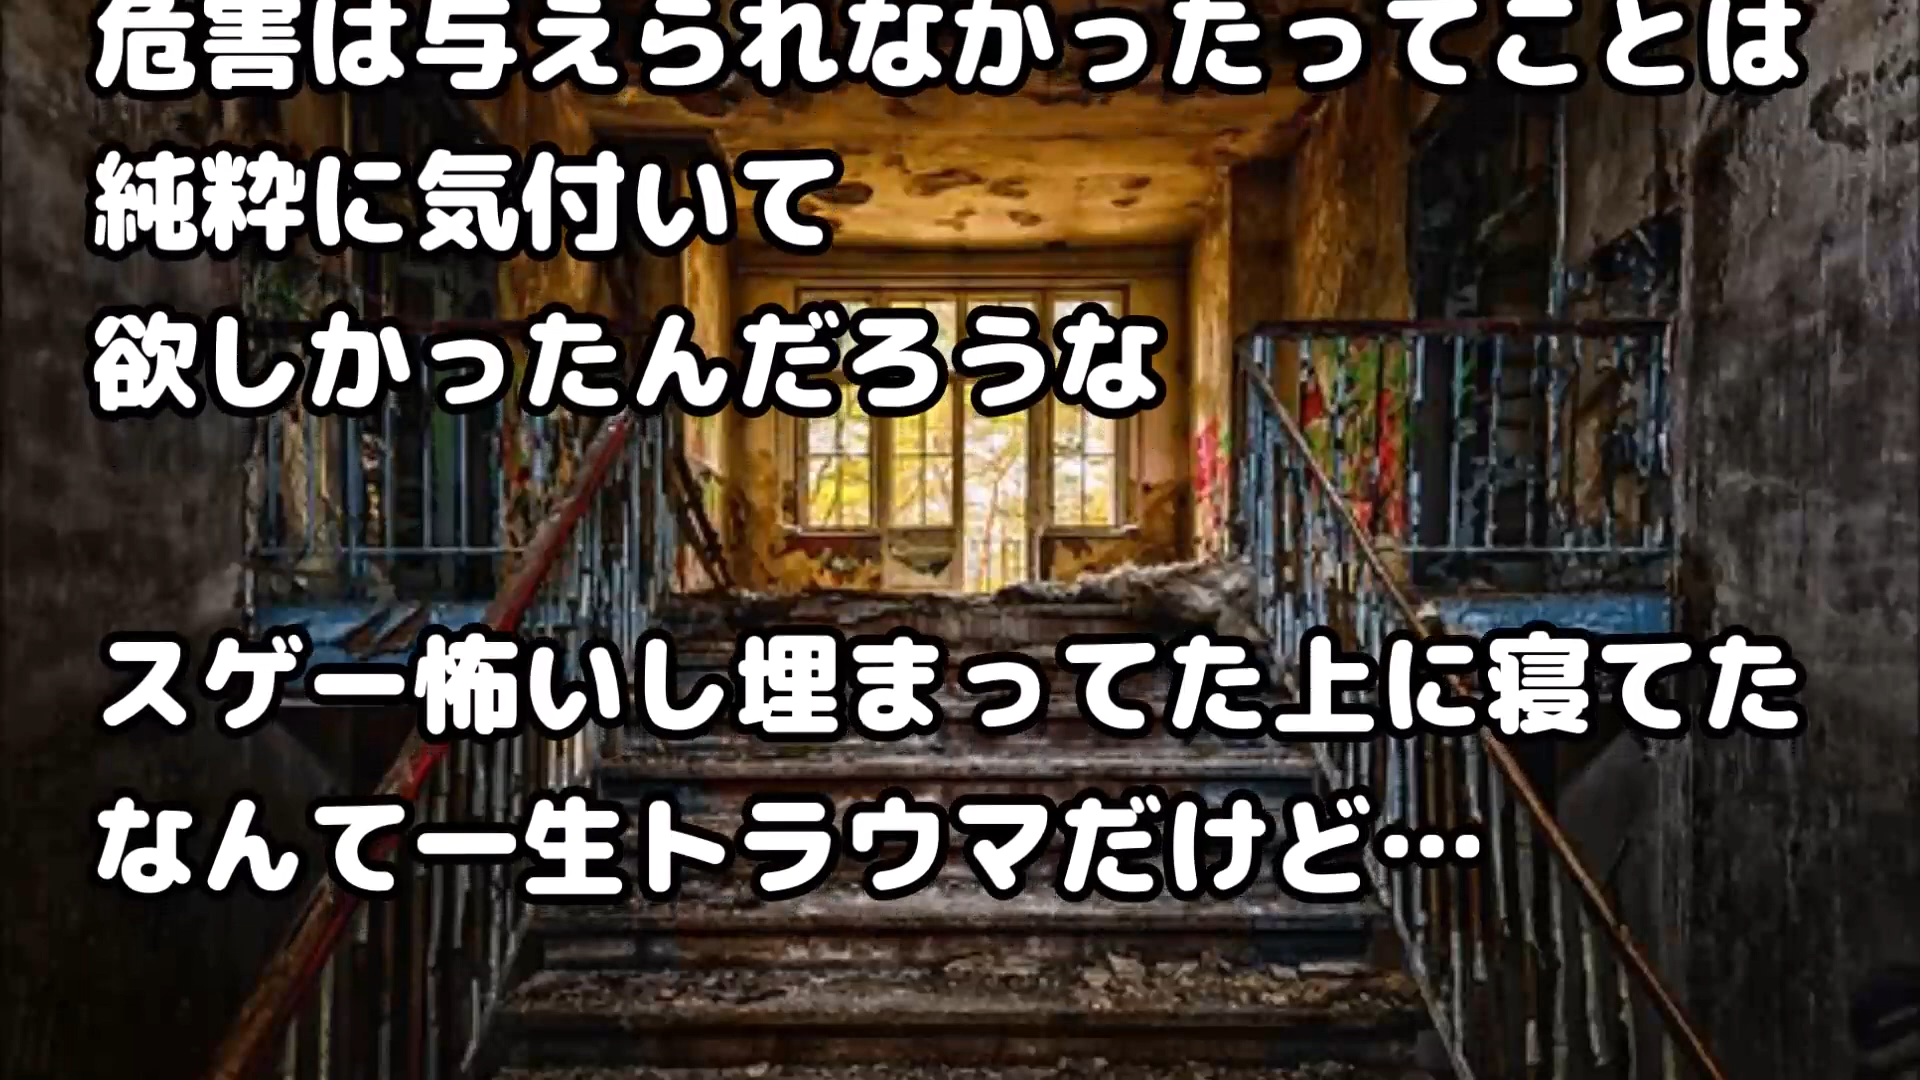 危害は与えられなかったってことは
純粋に気付いて
欲しかったんだろうな
スゲー怖いし埋まってた上に寝てた
なんて一生トラウマだけど…